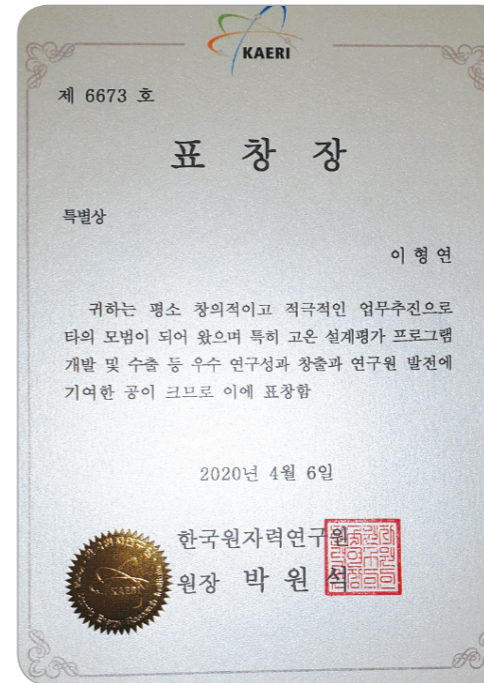 KAERI
제 6673 호
표 창 장
특별상
이 형 연
귀하는 평소 창의적이고 적극적인 업무추진으로
타의 모범이 되어 왔으며 특히 고온 설계평가 프로그램
개발 및 수출 등 우수 연구성과 창출과 연구원 발전에
기여한 공이 크므로 이에 표창함
2020년 4월 6일
한국원자력연구원
원장 박 원 석
KAERI